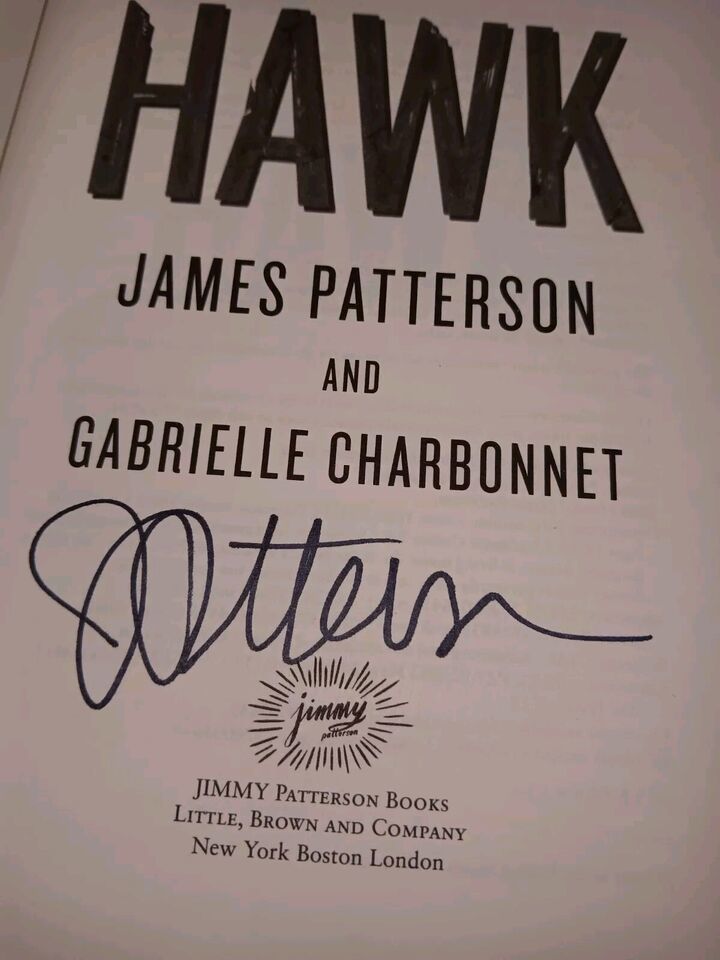 HAWK
JAMES PATTERSON
AND
GABRIELLE CHARBONNET
JPatterson
jimmy
patterson
JIMMY PATTERSON BOOKS
LITTLE, BROWN AND COMPANY
New York Boston London